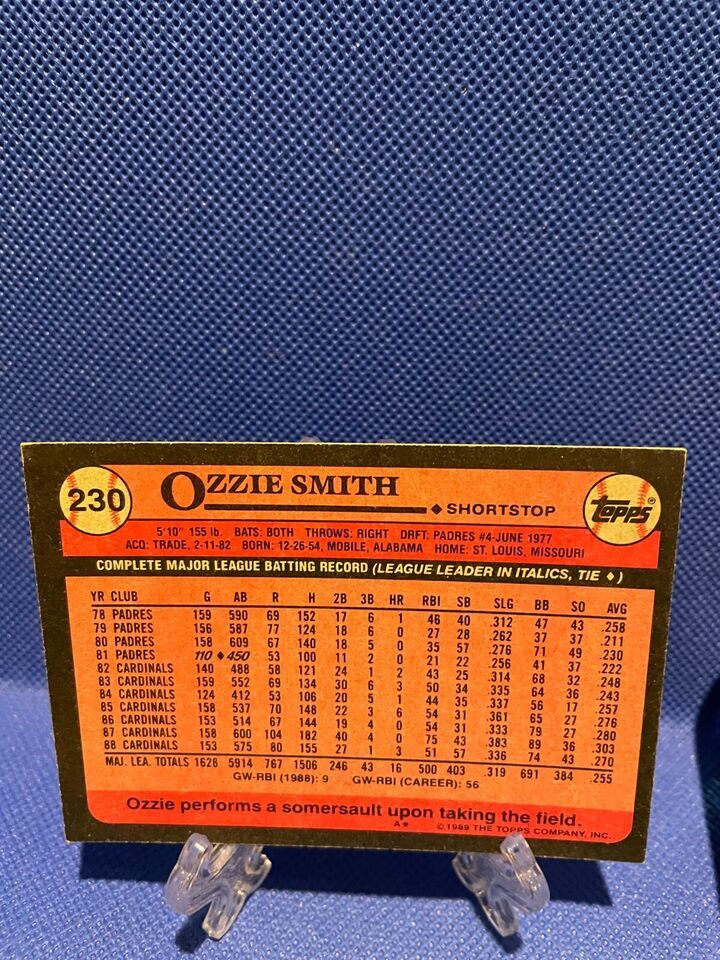 230
OZZIE SMITH
♦ SHORTSTOP
topps®
5'10" 155 lb. BATS: BOTH THROWS: RIGHT DRFT: PADRES #4-JUNE 1977
ACQ: TRADE, 2-11-82 BORN: 12-26-54, MOBILE, ALABAMA HOME: ST. LOUIS, MISSOURI
COMPLETE MAJOR LEAGUE BATTING RECORD (LEAGUE LEADER IN ITALICS, TIE ♦)
YR CLUB G AB R H 2B 3B HR RBI SB SLG BB SO AVG
78 PADRES 159 590 69 152 17 6 1 46 40 .312 47 43 .258
79 PADRES 156 587 77 124 18 6 0 27 28 .262 37 37 .211
80 PADRES 158 609 67 140 18 5 0 35 57 .276 71 49 .230
81 PADRES 110 ♦ 450 53 100 11 2 0 21 22 .256 41 37 .222
82 CARDINALS 140 488 58 121 24 1 2 43 25 .314 68 32 .248
83 CARDINALS 159 552 69 134 30 6 3 50 34 .335 64 36 .243
84 CARDINALS 124 412 53 106 20 5 1 44 35 .337 56 17 .257
85 CARDINALS 158 537 70 148 22 3 6 54 31 .361 65 27 .276
86 CARDINALS 153 514 67 144 19 4 0 54 31 .333 79 27 .280
87 CARDINALS 158 600 104 182 40 4 0 75 43 .383 89 36 .303
88 CARDINALS 153 575 80 155 27 1 3 51 57 .336 74 43 .270
MAJ. LEA. TOTALS 1628 5914 767 1506 246 43 16 500 403 .319 691 384 .255
GW-RBI (1988): 9 GW-RBI (CAREER): 56
Ozzie performs a somersault upon taking the field.
A* © 1989 THE TOPPS COMPANY, INC.